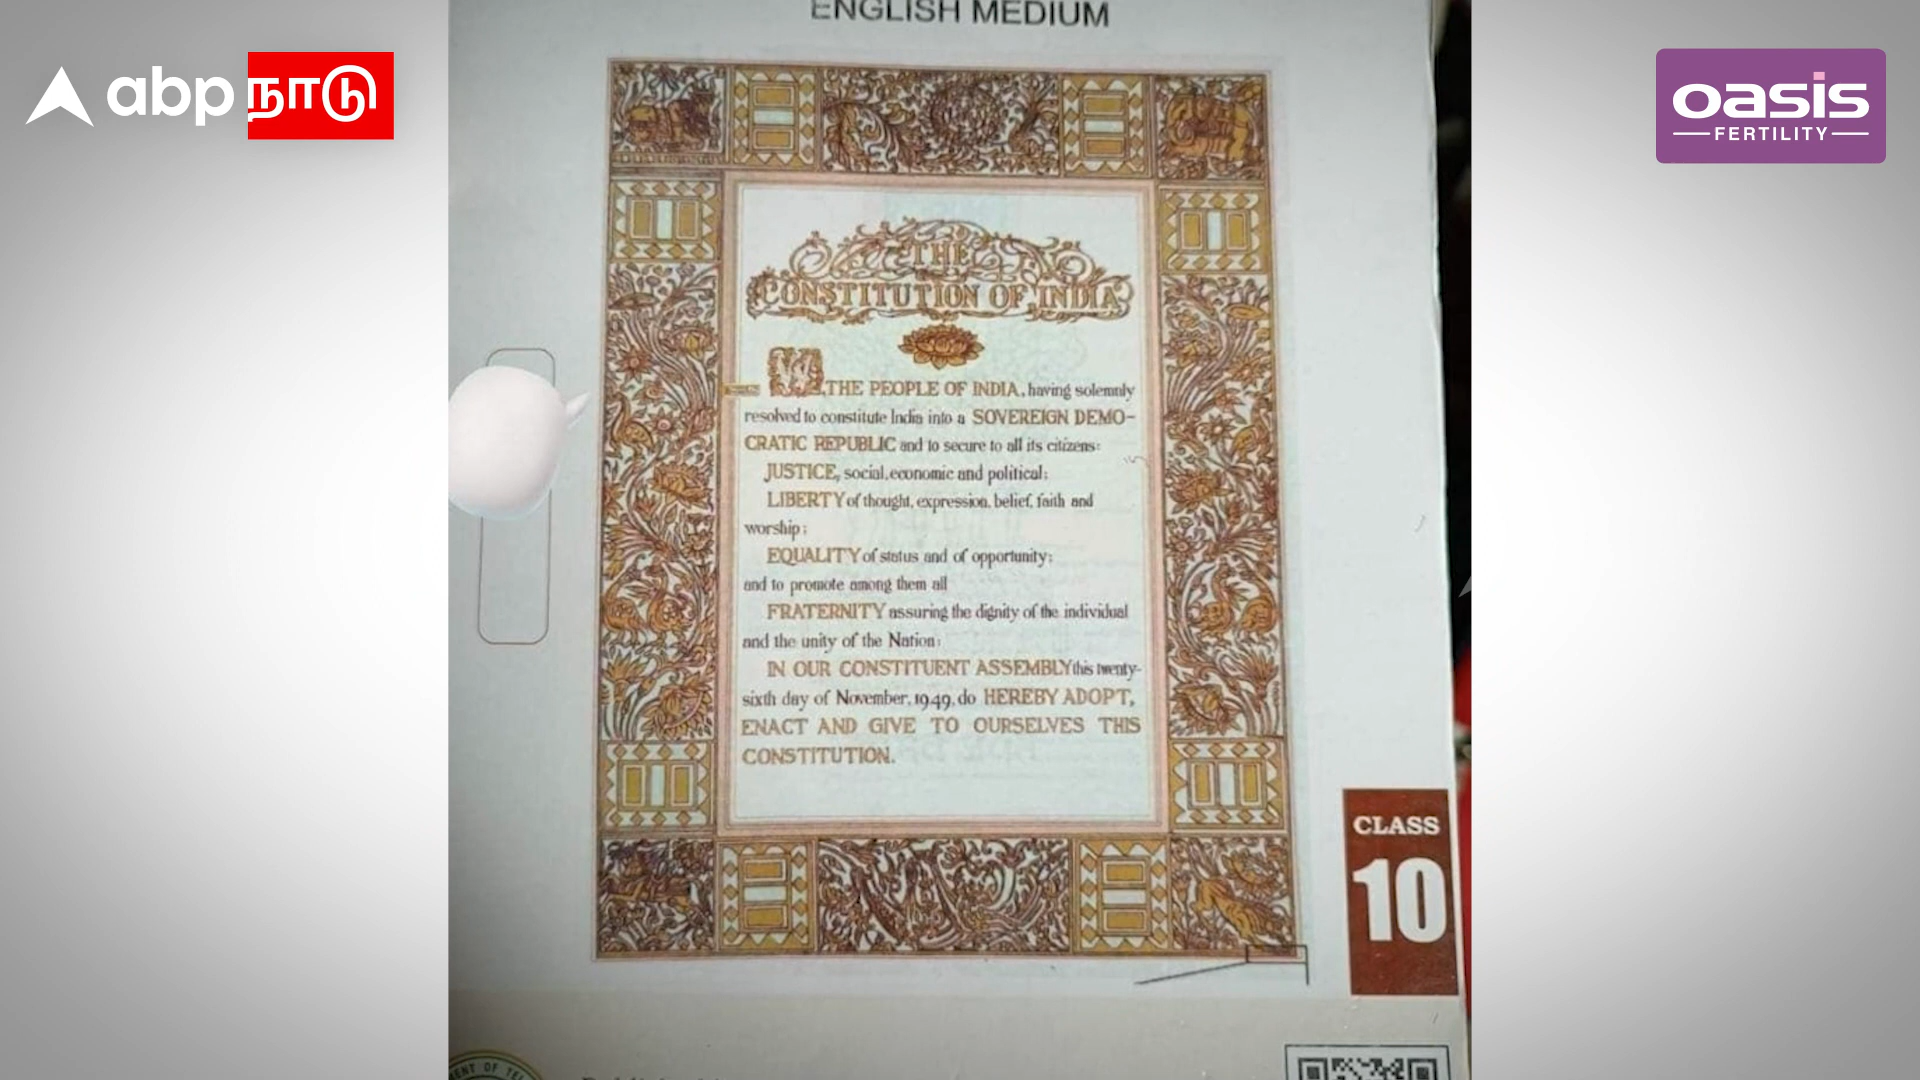 ENGLISH MEDIUM
abp நாடு
oasis
FERTILITY
THE
CONSTITUTION OF INDIA
WE, THE PEOPLE OF INDIA, having solemnly
resolved to constitute India into a SOVEREIGN DEMO-
CRATIC REPUBLIC and to secure to all its citizens:
JUSTICE, social, economic and political;
LIBERTY of thought, expression, belief, faith and
worship;
EQUALITY of status and of opportunity;
and to promote among them all
FRATERNITY assuring the dignity of the individual
and the unity of the Nation;
IN OUR CONSTITUENT ASSEMBLY this twenty-
sixth day of November, 1949, do HEREBY ADOPT,
ENACT AND GIVE TO OURSELVES THIS
CONSTITUTION.
CLASS
10
OF